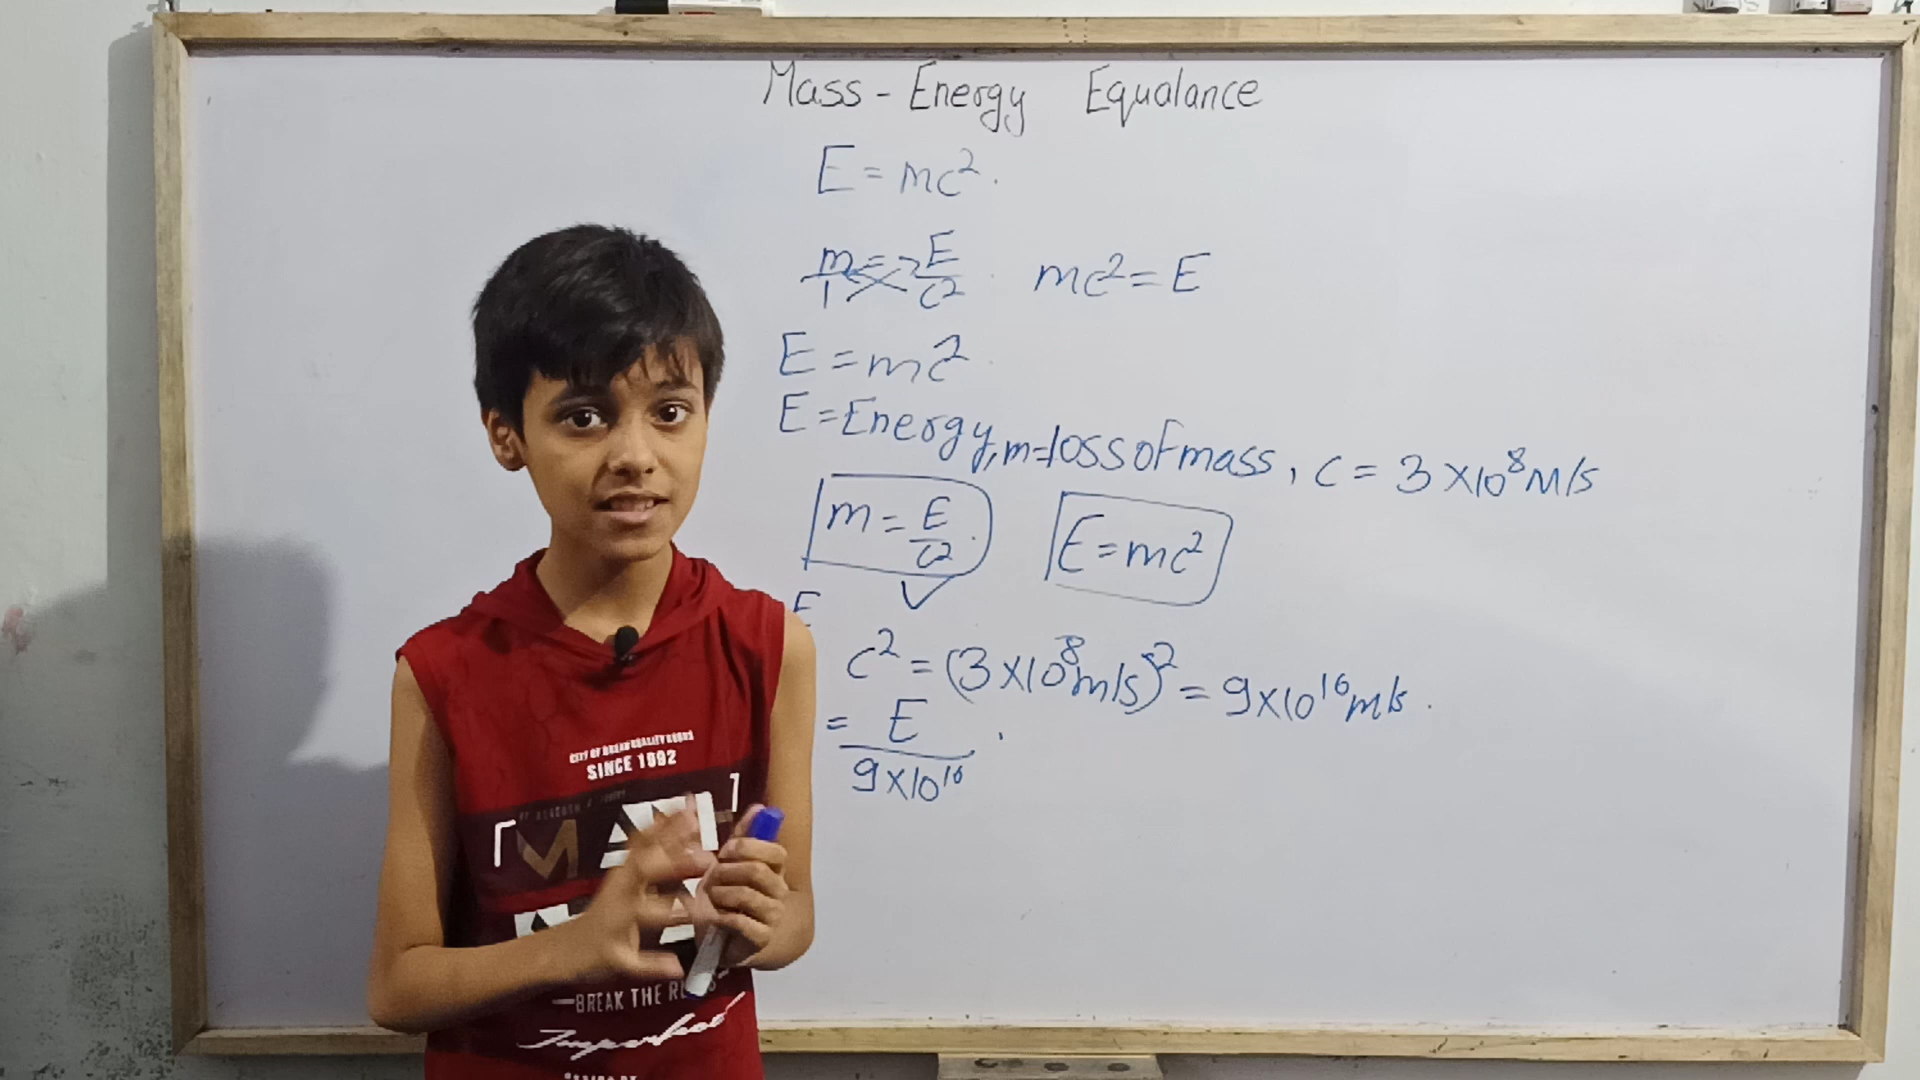 Mass - Energy Equalance
E = mc².
m/1 = E/c² . mc² = E
E = mc²
E = Energy, m = loss of mass, c = 3 × 10⁸ M/s
m = E/c² . E = mc²
E
c² = (3 × 10⁸ m/s)² = 9 × 10¹⁶ m/s .
= E/9 × 10¹⁶ .
SINCE 1992
BREAK THE